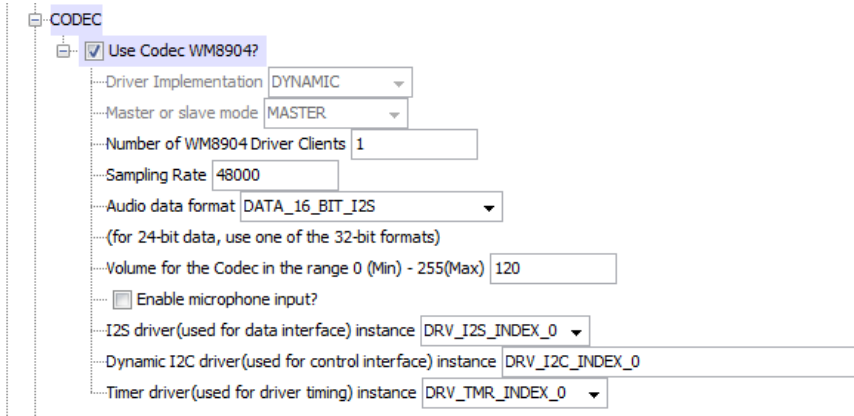 CODEC
Use Codec WM8904?
Driver Implementation DYNAMIC
Master or slave mode MASTER
Number of WM8904 Driver Clients 1
Sampling Rate 48000
Audio data format DATA_16_BIT_I2S
(for 24-bit data, use one of the 32-bit formats)
Volume for the Codec in the range 0 (Min) - 255(Max) 120
Enable microphone input?
I2S driver(used for data interface) instance DRV_I2S_INDEX_0
Dynamic I2C driver(used for control interface) instance DRV_I2C_INDEX_0
Timer driver(used for driver timing) instance DRV_TMR_INDEX_0